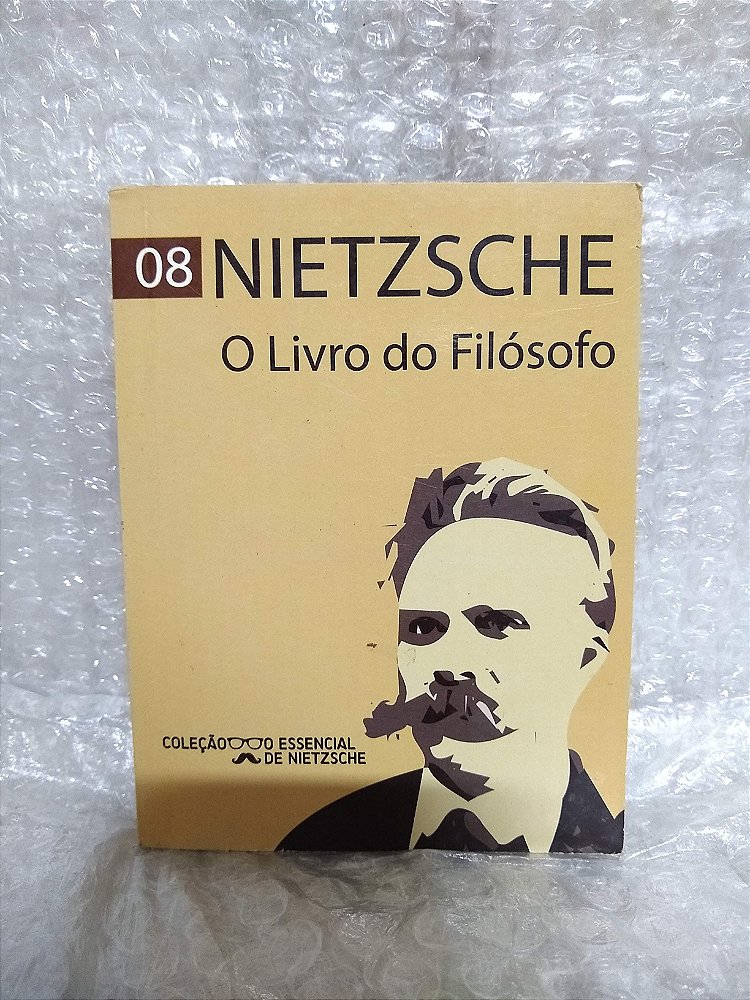 08 NIETZSCHE
O Livro do Filósofo
COLEÇÃO O ESSENCIAL
DE NIETZSCHE